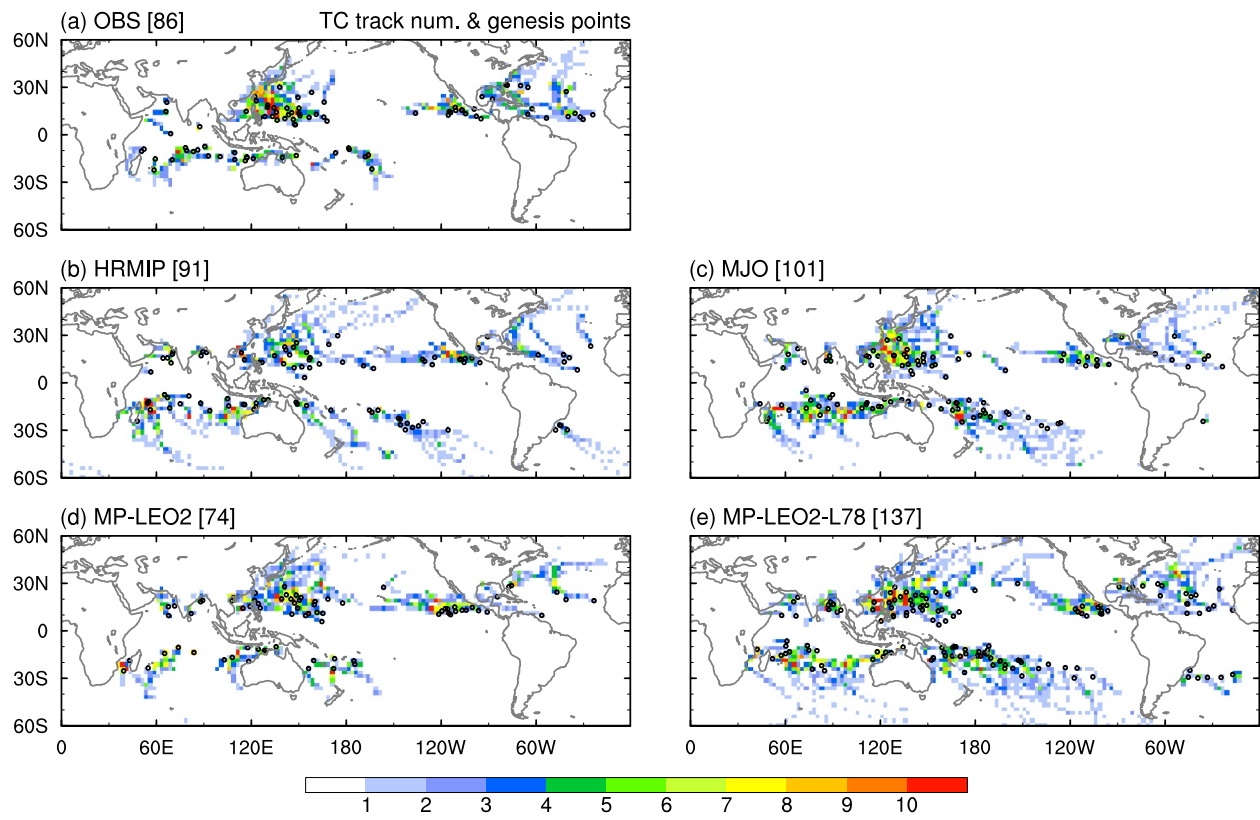 (a) OBS [86] TC track num. & genesis points
60N
30N
0
30S
60S
(b) HRMIP [91] (c) MJO [101]
60N
30N
0
30S
60S
(d) MP-LEO2 [74] (e) MP-LEO2-L78 [137]
60N
30N
0
30S
60S
0 60E 120E 180 120W 60W 0 60E 120E 180 120W 60W
1 2 3 4 5 6 7 8 9 10